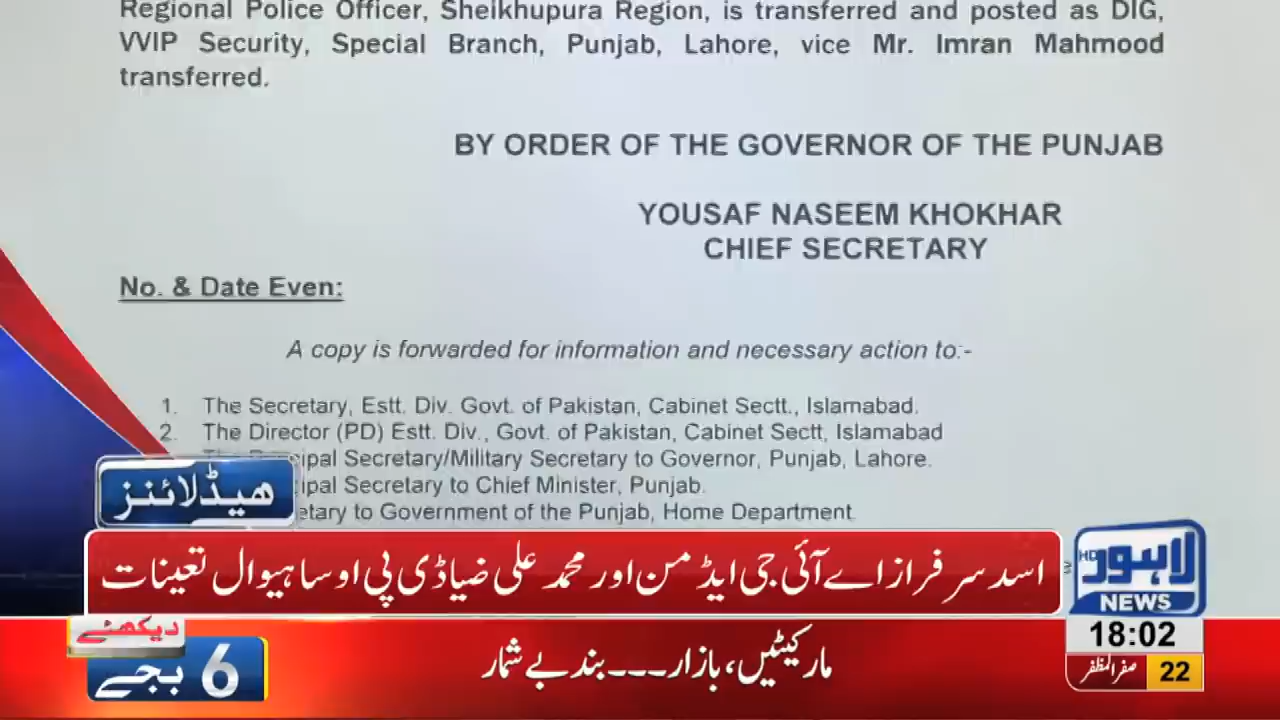 Regional Police Officer, Sheikhupura Region, is transferred and posted as DIG,
VVIP Security, Special Branch, Punjab, Lahore, vice Mr. Imran Mahmood
transferred.
BY ORDER OF THE GOVERNOR OF THE PUNJAB
YOUSAF NASEEM KHOKHAR
CHIEF SECRETARY
No. & Date Even:
A copy is forwarded for information and necessary action to:-
1. The Secretary, Estt. Div. Govt. of Pakistan, Cabinet Sectt., Islamabad.
2. The Director (PD) Estt. Div., Govt. of Pakistan, Cabinet Sectt, Islamabad
Secretary/Military Secretary to Governor, Punjab, Lahore.
Secretary to Chief Minister, Punjab.
to Government of the Punjab, Home Department.
ھیڈلائنز
اسد سرفراز اے آئی جی ایڈمن اور محمد علی ضیا ڈی پی او ساہیوال تعینات
لاہور HD
NEWS
18:02
22 صفر المظفر
دیکھئے
6 بجے
مارکیٹیں، بازار۔۔۔ بند بے شمار